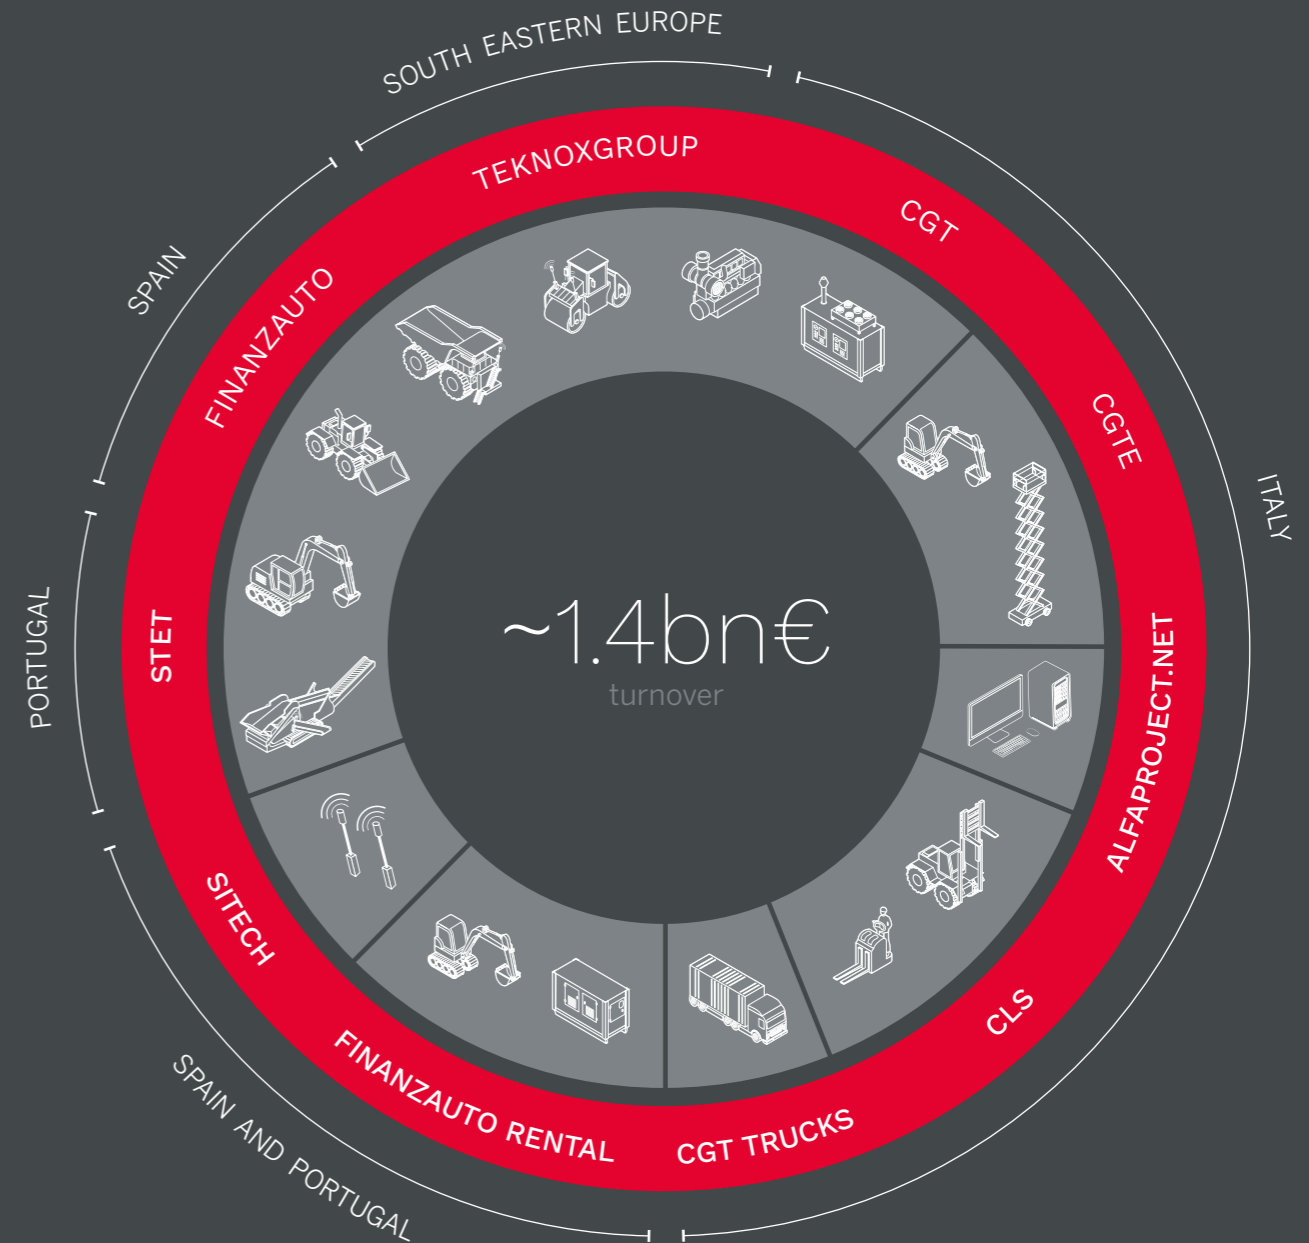 SOUTH EASTERN EUROPE
TEKNOXGROUP
CGT
SPAIN
FINANZAUTO
CGTE
ITALY
PORTUGAL
STET
~1.4bn€
turnover
ALFAPROJECT.NET
SITECH
CLS
SPAIN AND PORTUGAL
FINANZAUTO RENTAL
CGT TRUCKS